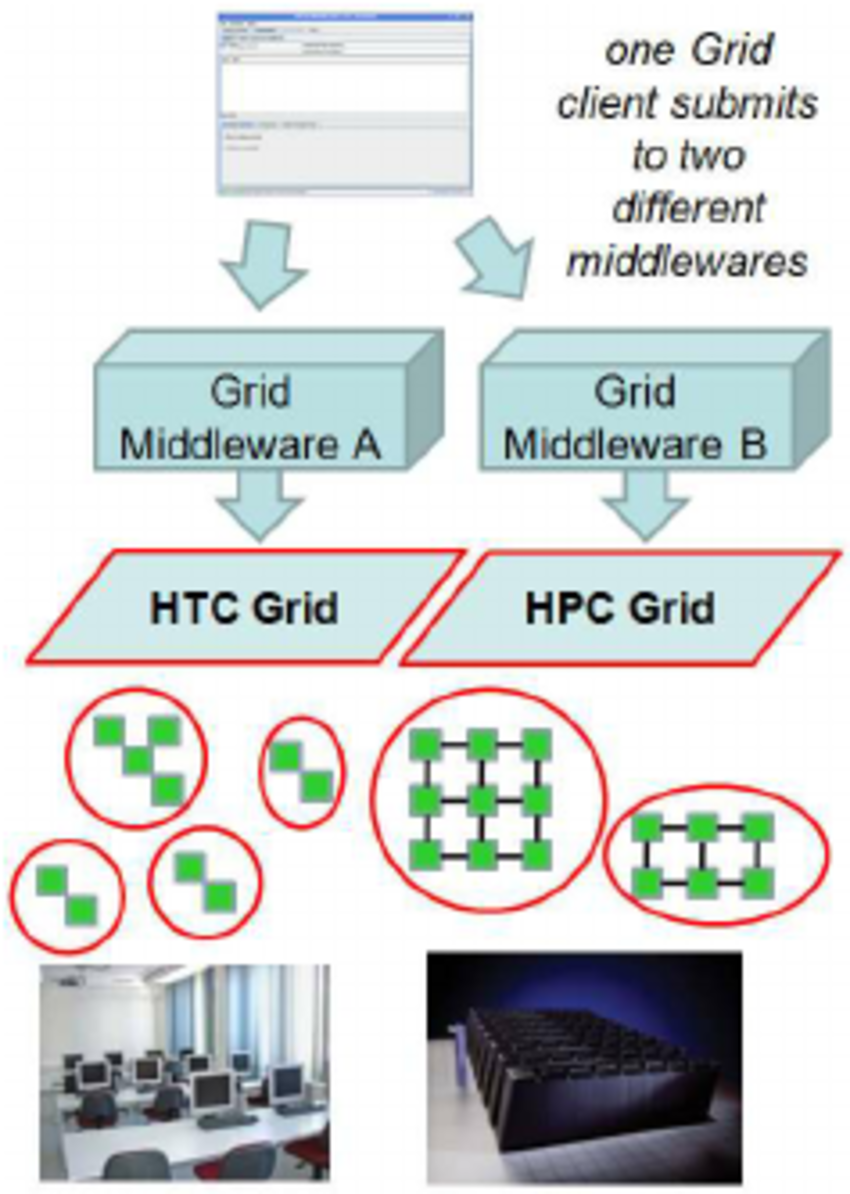 one Grid
client submits
to two
different
middlewares
Grid
Middleware A
Grid
Middleware B
HTC Grid
HPC Grid